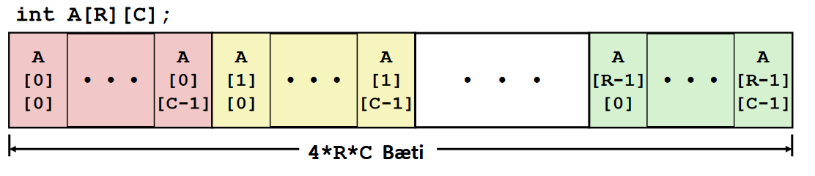 int A[R][C];
A • • • A A • • • A • • • A • • • A
[0] [0] [1] [1] [R-1] [R-1]
[0] [C-1] [0] [C-1] [0] [C-1]
4*R*C Bæti